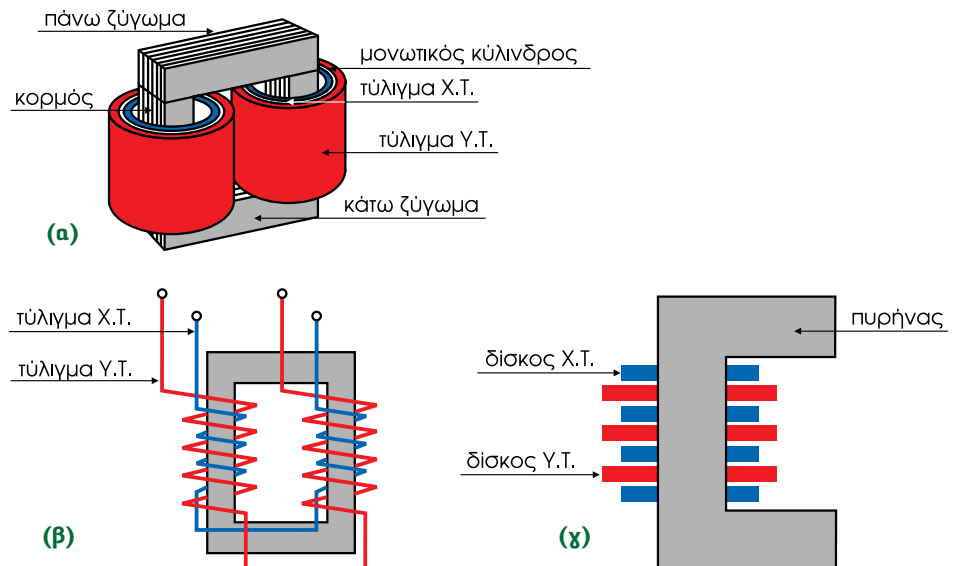 πάνω ζύγωμα
μονωτικός κύλινδρος
κορμός
τύλιγμα Χ.Τ.
τύλιγμα Υ.Τ.
κάτω ζύγωμα
(α)
τύλιγμα Χ.Τ.
τύλιγμα Υ.Τ.
(β)
πυρήνας
δίσκος Χ.Τ.
δίσκος Υ.Τ.
(γ)